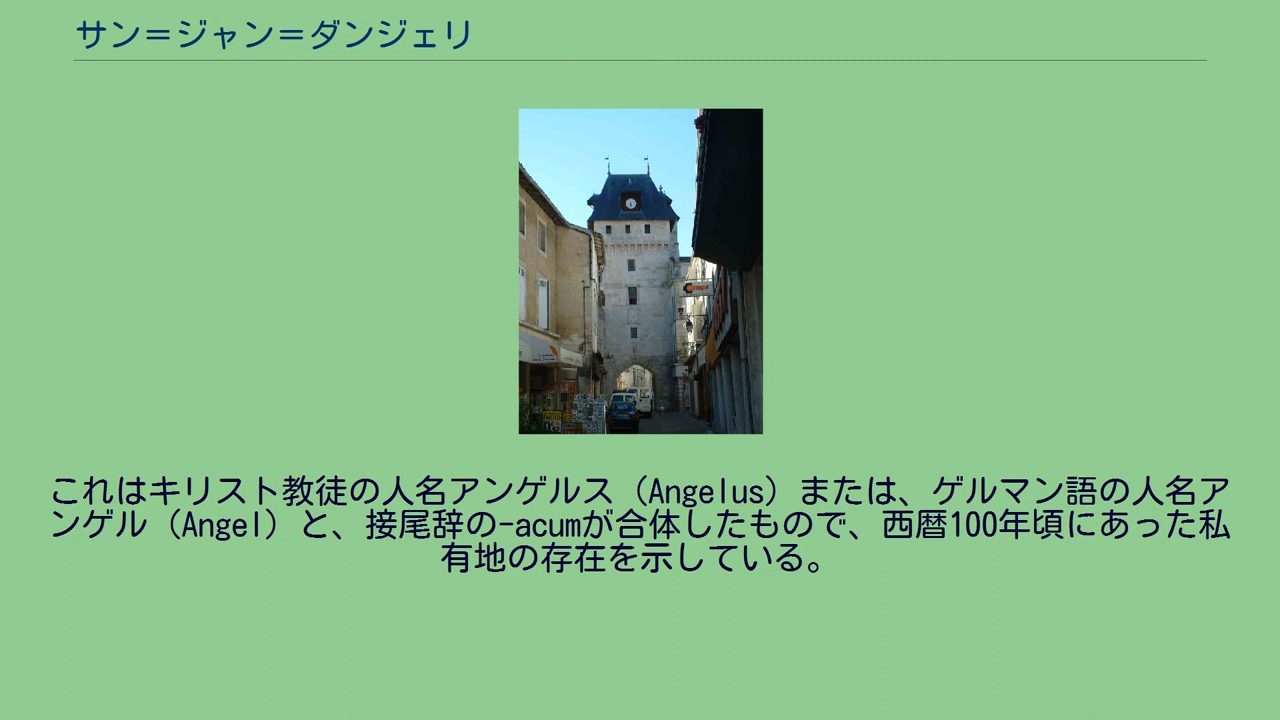 サン＝ジャン＝ダンジェリ
これはキリスト教徒の人名アンゲルス（Angelus）または、ゲルマン語の人名ア
ンゲル（Angel）と、接尾辞の-acumが合体したもので、西暦100年頃にあった私
有地の存在を示している。